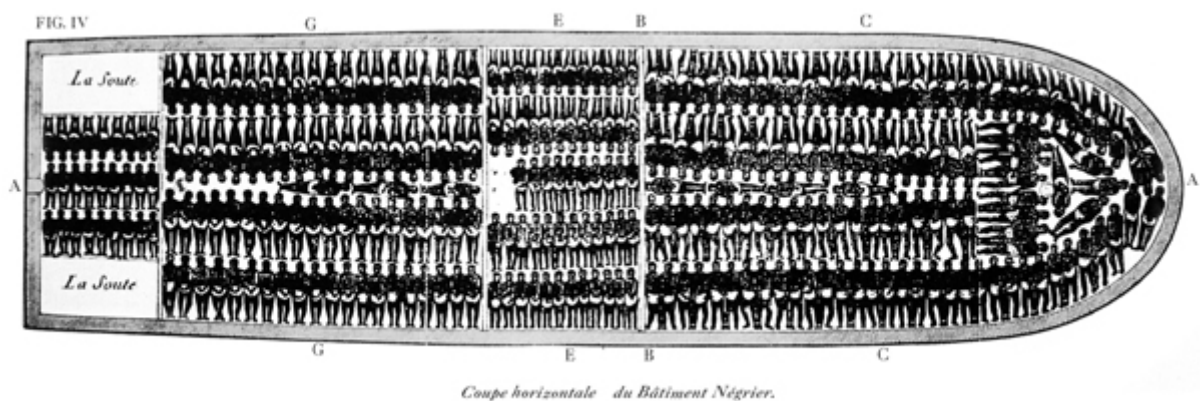 FIG. IV
G E B C
La Soute
A A
La Soute
G E B C
Coupe horizontale du Bâtiment Négrier.